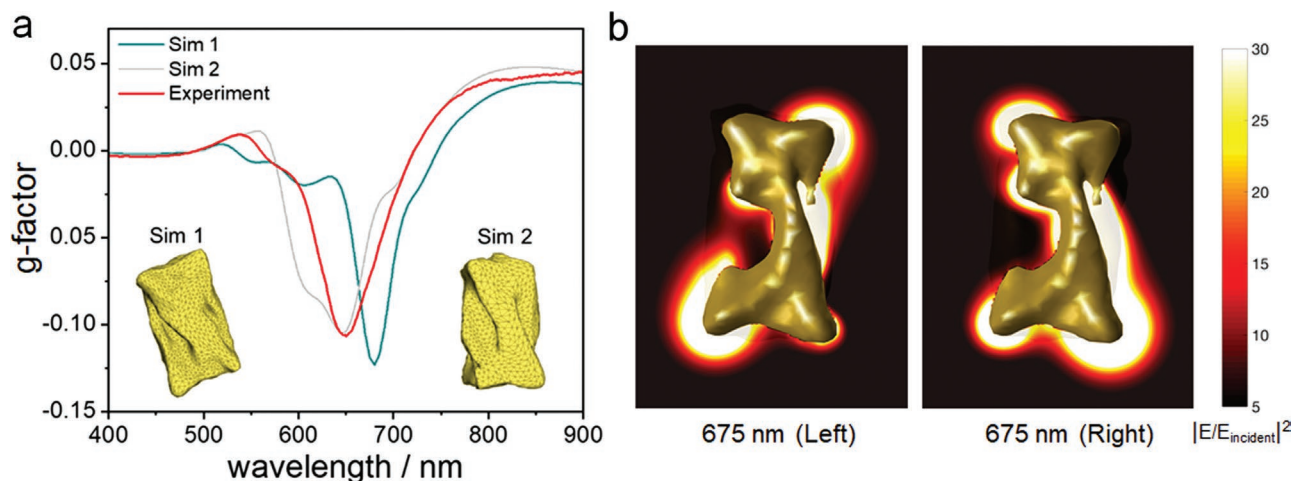 a
Sim 1
Sim 2
Experiment
0.05
0.00
0.05
-0.10
-0.15
g-factor
Sim 1
Sim 2
400
500
600
700
800
900
wavelength / nm
b
30
25
20
15
10
5
675 nm (Left)
675 nm (Right)
|E/Eincident|²